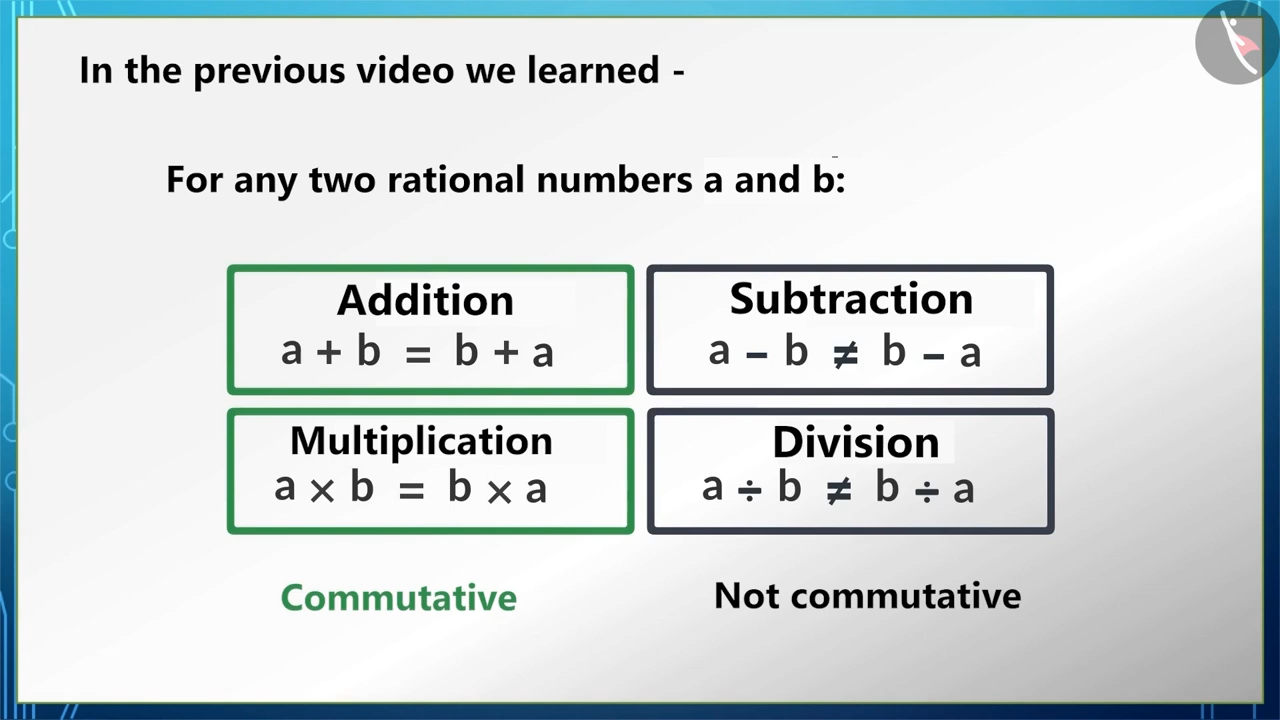 In the previous video we learned -
For any two rational numbers a and b:
Addition
a + b = b + a
Subtraction
a – b ≠ b – a
Multiplication
a × b = b × a
Division
a ÷ b ≠ b ÷ a
Commutative
Not commutative